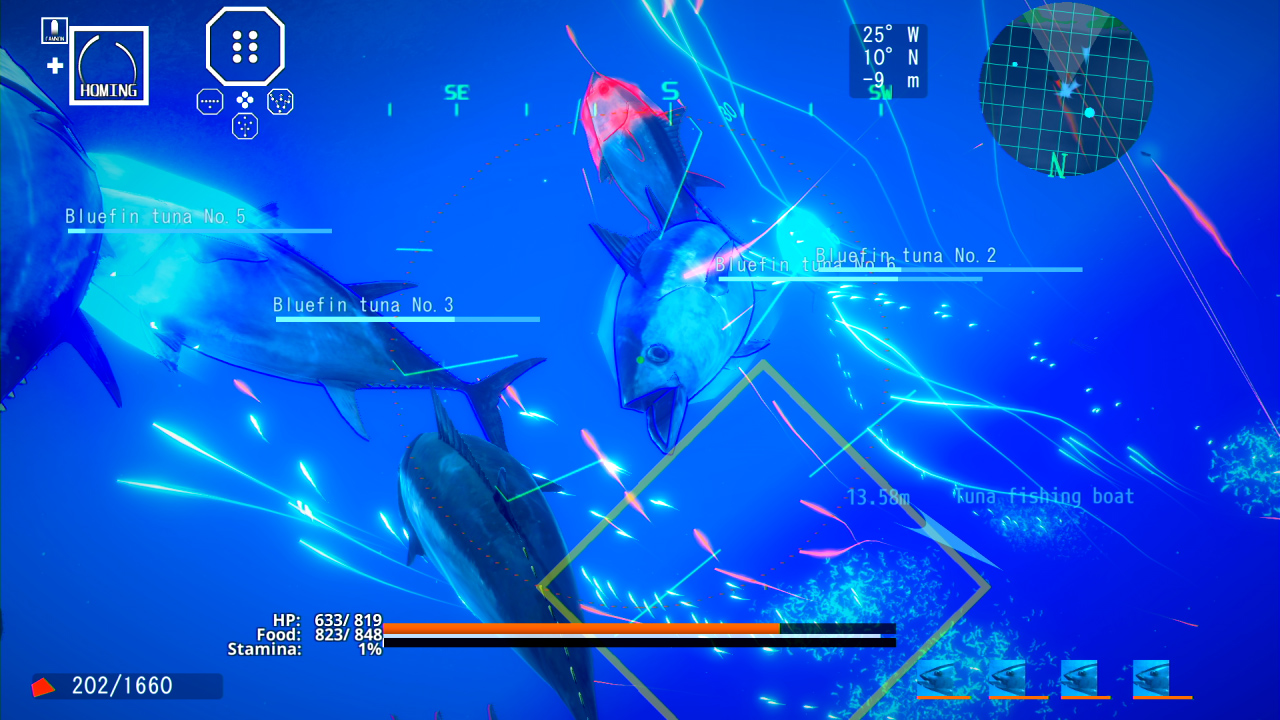 CANNON
HOMING
SE
S
SW
25° W
10° N
-9 m
N
Bluefin tuna No.5
Bluefin tuna No.2
Bluefin tuna No.6
Bluefin tuna No.3
13.58m Tuna fishing boat
HP: 633/819
Food: 823/848
Stamina: 1%
202/1660